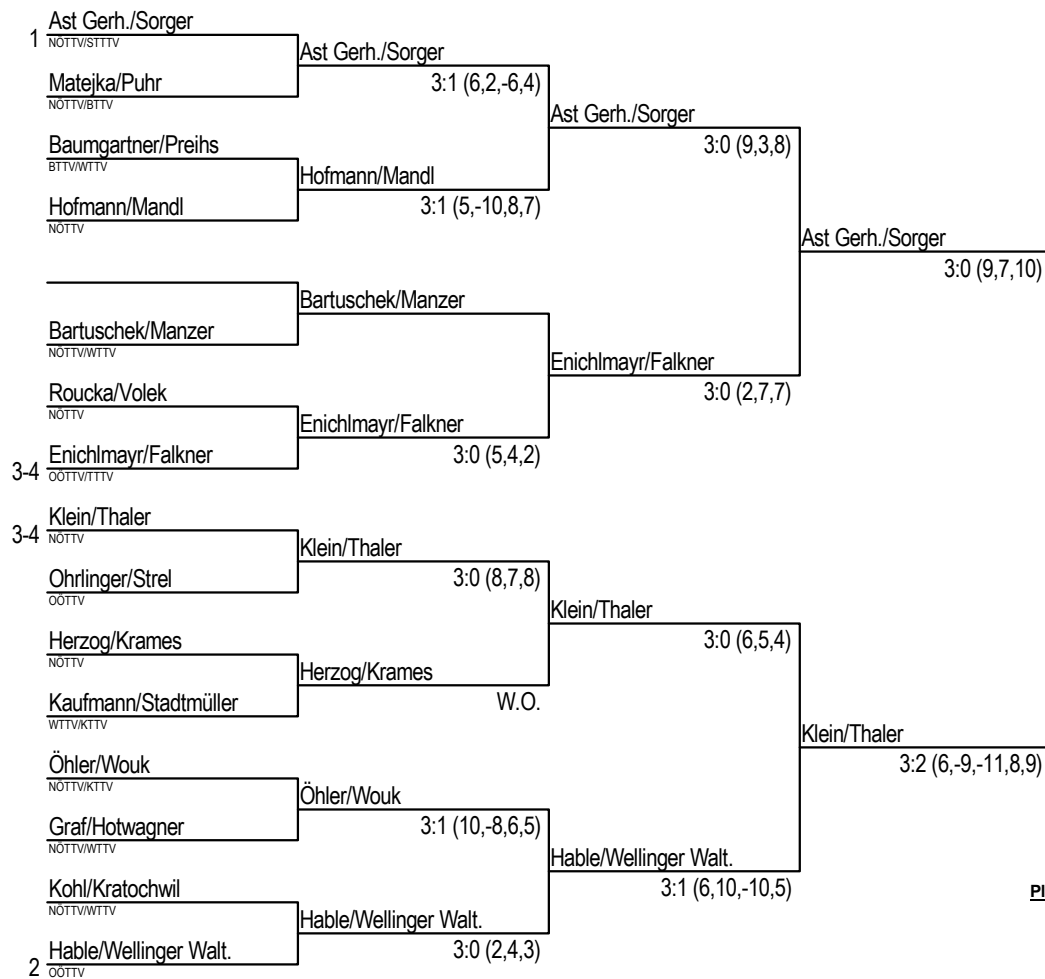 1 Ast Gerh./Sorger
NÖTTV/STTTV
Matejka/Puhr
NÖTTV/BTTV
Baumgartner/Preihs
BTTV/WTTV
Hofmann/Mandl
NÖTTV
Bartuschek/Manzer
NÖTTV/WTTV
Roucka/Volek
NÖTTV
3-4 Enichlmayr/Falkner
OÖTTV/TTTV
3-4 Klein/Thaler
NÖTTV
Ohrlinger/Strel
OÖTTV
Herzog/Krames
NÖTTV
Kaufmann/Stadtmüller
WTTV/KTTV
Öhler/Wouk
NÖTTV/KTTV
Graf/Hotwagner
NÖTTV/WTTV
Kohl/Kratochwil
NÖTTV/WTTV
2 Hable/Wellinger Walt.
OÖTTV
Ast Gerh./Sorger
3:1 (6,2,-6,4)
Hofmann/Mandl
3:1 (5,-10,8,7)
Bartuschek/Manzer
Enichlmayr/Falkner
3:0 (5,4,2)
Klein/Thaler
3:0 (8,7,8)
Herzog/Krames
W.O.
Öhler/Wouk
3:1 (10,-8,6,5)
Hable/Wellinger Walt.
3:0 (2,4,3)
Ast Gerh./Sorger
3:0 (9,3,8)
Enichlmayr/Falkner
3:0 (2,7,7)
Klein/Thaler
3:0 (6,5,4)
Hable/Wellinger Walt.
3:1 (6,10,-10,5)
Ast Gerh./Sorger
3:0 (9,7,10)
Klein/Thaler
3:2 (6,-9,-11,8,9)